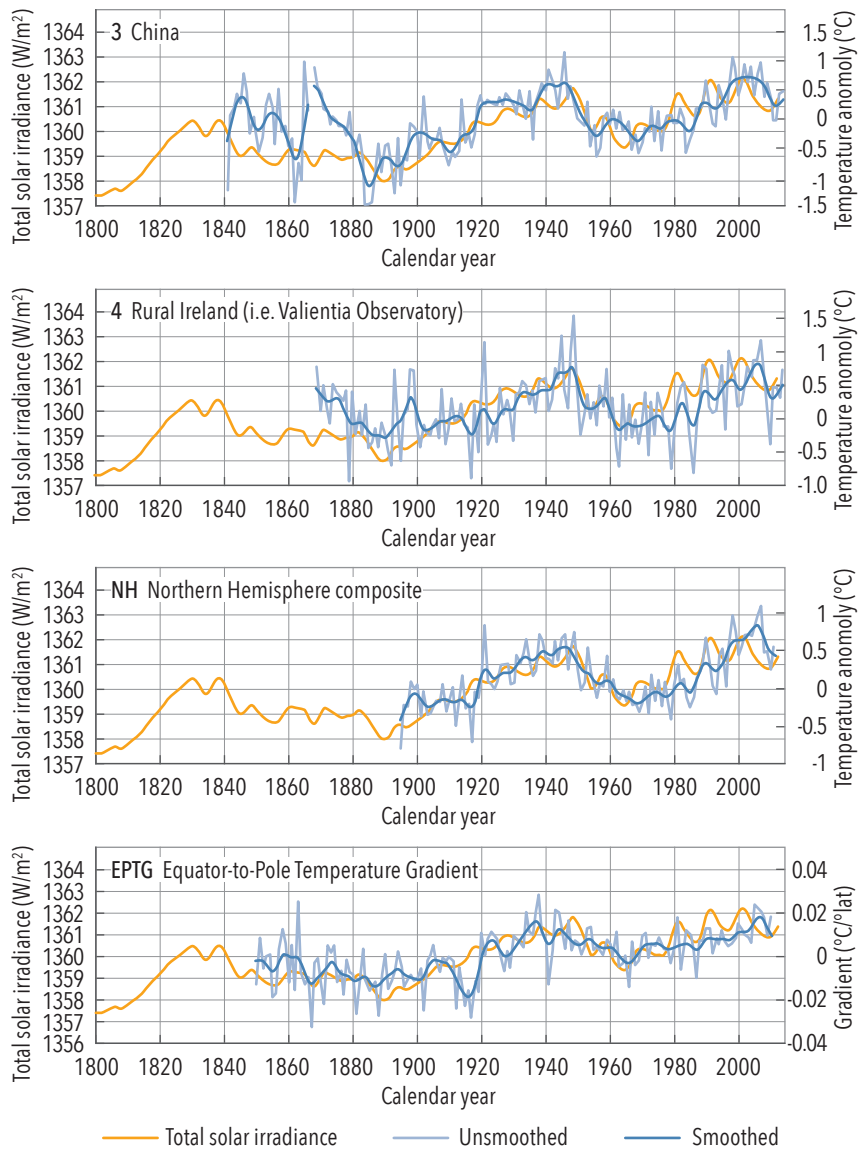 3 China
Total solar irradiance (W/m²)
1364
1363
1362
1361
1360
1359
1358
1357
1.5
1
0.5
0
-0.5
-1
-1.5
Temperature anomoly (°C)
1800 1820 1840 1860 1880 1900 1920 1940 1960 1980 2000
Calendar year
4 Rural Ireland (i.e. Valientia Observatory)
Total solar irradiance (W/m²)
1364
1363
1362
1361
1360
1359
1358
1357
1.5
1
0.5
0
-0.5
-1.0
Temperature anomoly (°C)
1800 1820 1840 1860 1880 1900 1920 1940 1960 1980 2000
Calendar year
NH Northern Hemisphere composite
Total solar irradiance (W/m²)
1364
1363
1362
1361
1360
1359
1358
1357
1
0.5
0
-0.5
-1
Temperature anomoly (°C)
1800 1820 1840 1860 1880 1900 1920 1940 1960 1980 2000
Calendar year
EPTG Equator-to-Pole Temperature Gradient
Total solar irradiance (W/m²)
1364
1363
1362
1361
1360
1358
1357
1356
0.04
0.02
0
-0.02
-0.04
Gradient (°C/°lat)
1800 1820 1840 1860 1880 1900 1920 1940 1960 1980 2000
Calendar year
Total solar irradiance
Unsmoothed
Smoothed